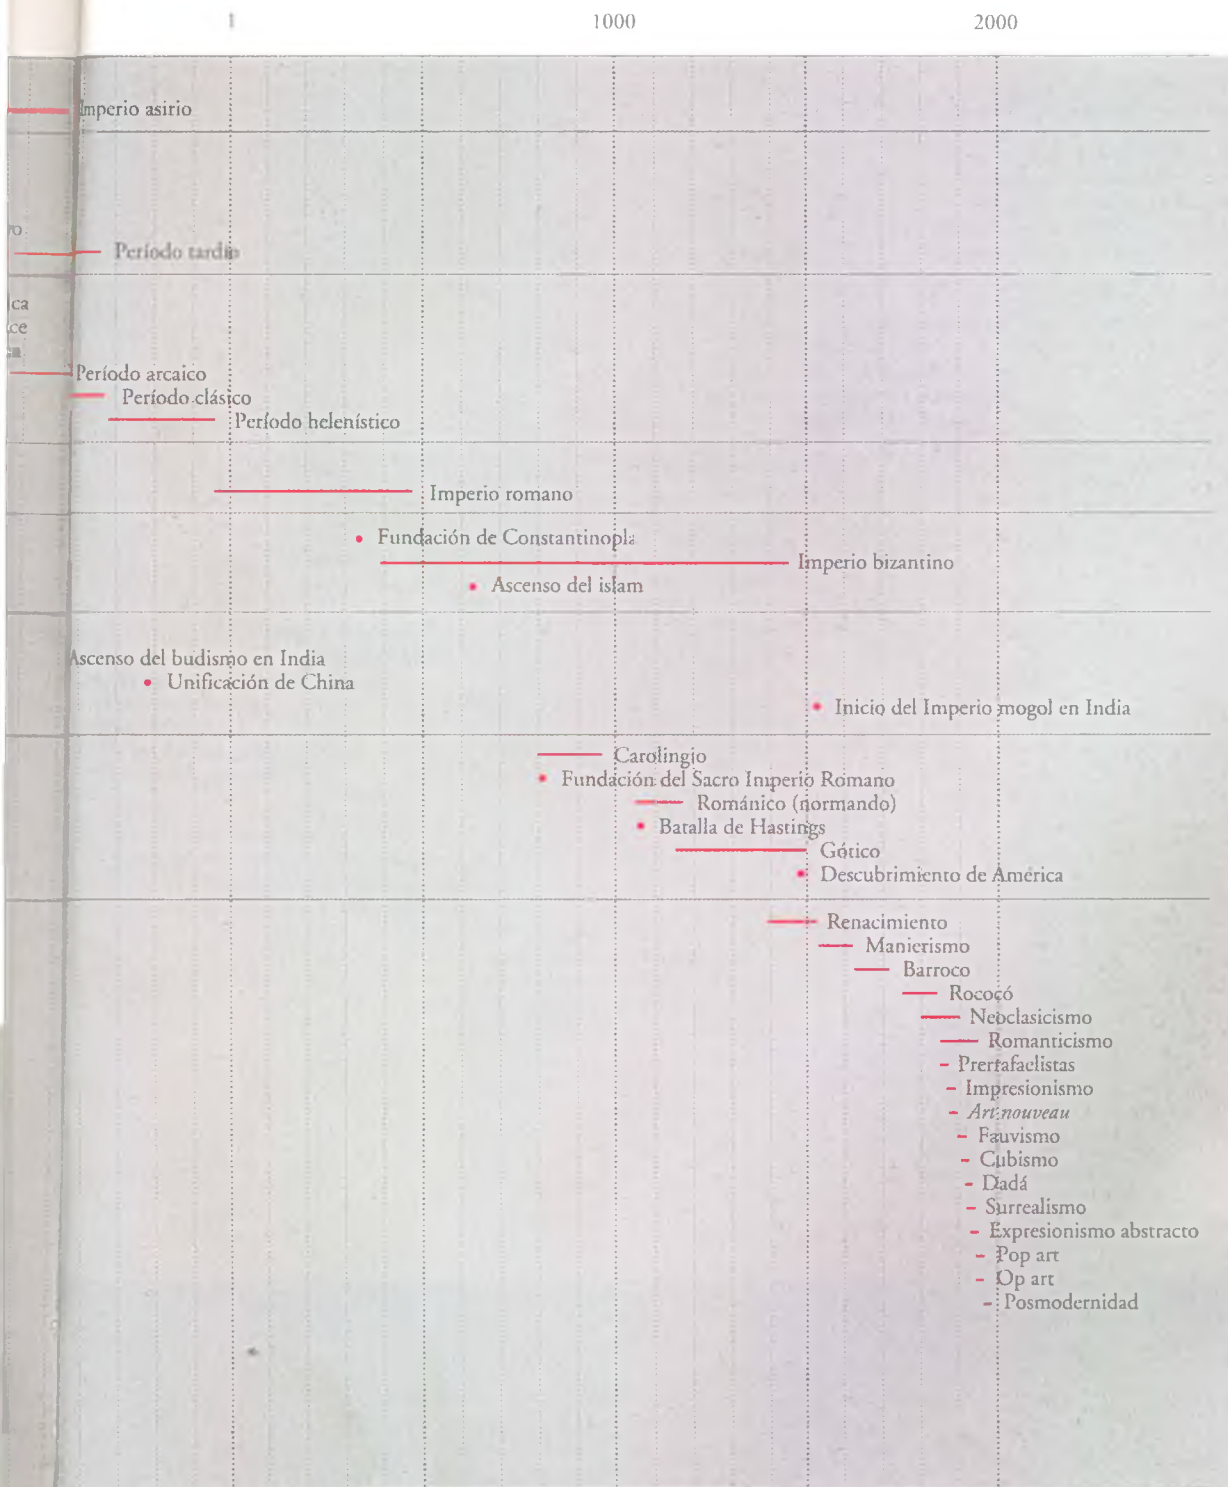 1 1000 2000
Imperio asirio
Período tardío
ca
Período arcaico
Período clásico
Período helenístico
Imperio romano
Fundación de Constantinopla
Imperio bizantino
Ascenso del islam
Ascenso del budismo en India
Unificación de China
Inicio del Imperio mogol en India
Carolingio
Fundación del Sacro Imperio Romano
Románico (normando)
Batalla de Hastings
Gótico
Descubrimiento de América
Renacimiento
Manierismo
Barroco
Rococó
Neoclasicismo
Romanticismo
Prerrafaelistas
Impresionismo
Art nouveau
Fauvismo
Cubismo
Dadá
Surrealismo
Expresionismo abstracto
Pop art
Op art
Posmodernidad